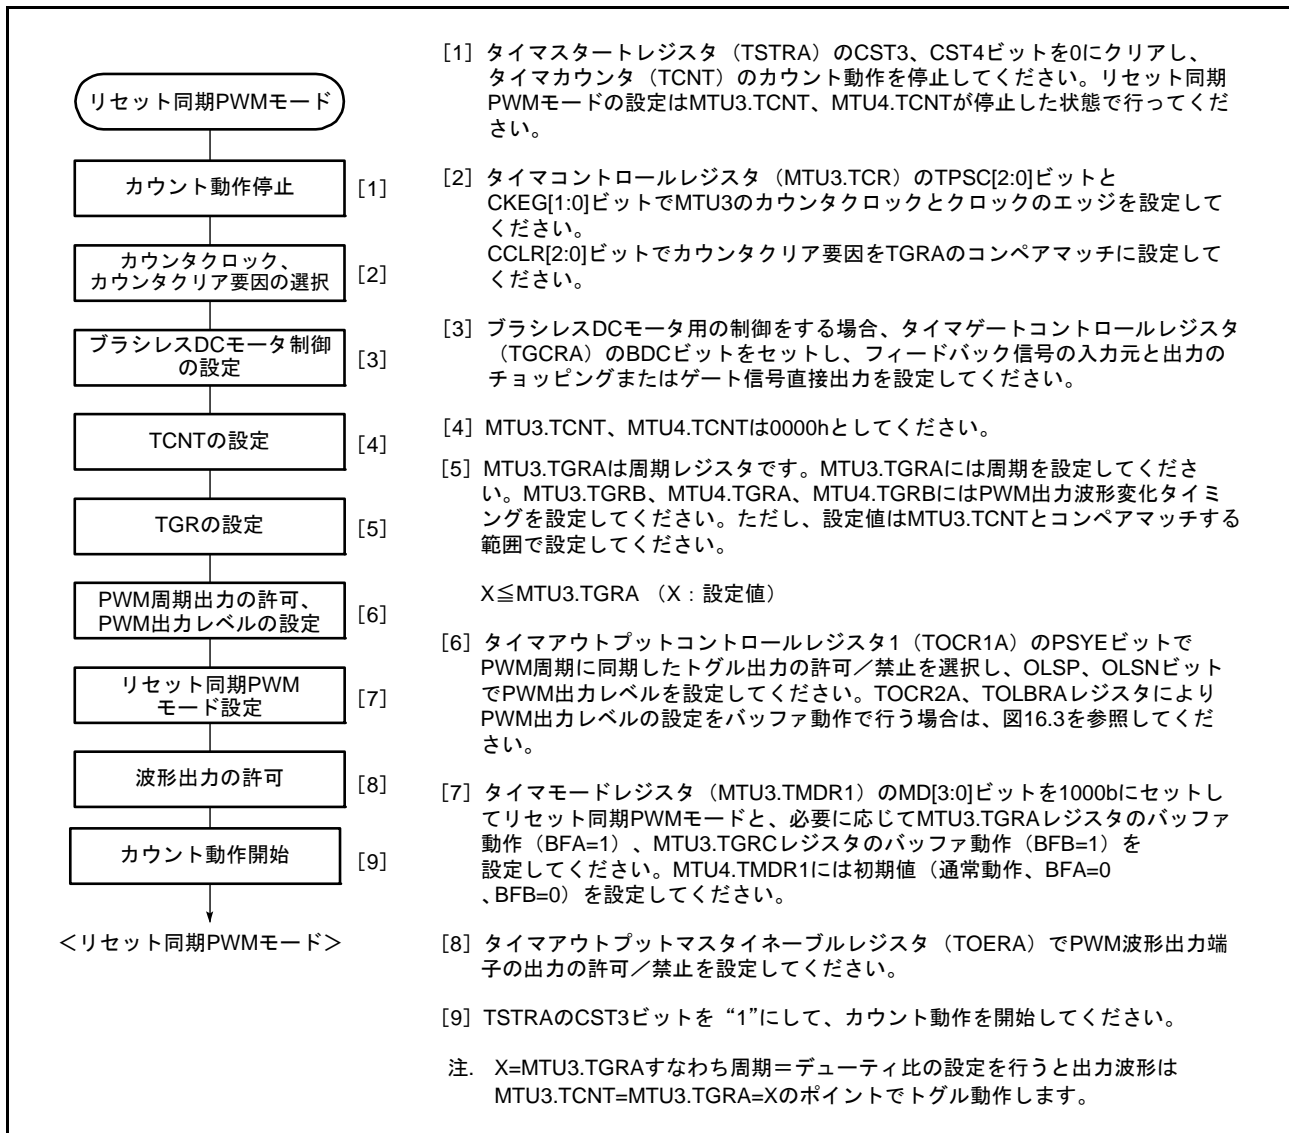 リセット同期PWMモード
カウント動作停止 [1]
カウンタクロック、
カウンタクリア要因の選択 [2]
ブラシレスDCモータ制御
の設定 [3]
TCNTの設定 [4]
TGRの設定 [5]
PWM周期出力の許可、
PWM出力レベルの設定 [6]
リセット同期PWM
モード設定 [7]
波形出力の許可 [8]
カウント動作開始 [9]
＜リセット同期PWMモード＞
[1] タイマスタートレジスタ（TSTRA）のCST3、CST4ビットを0にクリアし、
タイマカウンタ（TCNT）のカウント動作を停止してください。リセット同期
PWMモードの設定はMTU3.TCNT、MTU4.TCNTが停止した状態で行ってくだ
さい。
[2] タイマコントロールレジスタ（MTU3.TCR）のTPSC[2:0]ビットと
CKEG[1:0]ビットでMTU3のカウンタクロックとクロックのエッジを設定して
ください。
CCLR[2:0]ビットでカウンタクリア要因をTGRAのコンペアマッチに設定して
ください。
[3] ブラシレスDCモータ用の制御をする場合、タイマゲートコントロールレジスタ
（TGCRA）のBDCビットをセットし、フィードバック信号の入力元と出力の
チョッピングまたはゲート信号直接出力を設定してください。
[4] MTU3.TCNT、MTU4.TCNTは0000hとしてください。
[5] MTU3.TGRAは周期レジスタです。MTU3.TGRAには周期を設定してくださ
い。MTU3.TGRB、MTU4.TGRA、MTU4.TGRBにはPWM出力波形変化タイミ
ングを設定してください。ただし、設定値はMTU3.TCNTとコンペアマッチする
範囲で設定してください。
X≦MTU3.TGRA （X：設定値）
[6] タイマアウトプットコントロールレジスタ1（TOCR1A）のPSYEビットで
PWM周期に同期したトグル出力の許可／禁止を選択し、OLSP、OLSNビット
でPWM出力レベルを設定してください。TOCR2A、TOLBRAレジスタにより
PWM出力レベルの設定をバッファ動作で行う場合は、図16.3を参照してくだ
さい。
[7] タイマモードレジスタ（MTU3.TMDR1）のMD[3:0]ビットを1000bにセットし
てリセット同期PWMモードと、必要に応じてMTU3.TGRAレジスタのバッファ
動作（BFA=1）、MTU3.TGRCレジスタのバッファ動作（BFB=1）を
設定してください。MTU4.TMDR1には初期値（通常動作、BFA=0
、BFB=0）を設定してください。
[8] タイマアウトプットマスタイネーブルレジスタ（TOERA）でPWM波形出力端
子の出力の許可／禁止を設定してください。
[9] TSTRAのCST3ビットを“1”にして、カウント動作を開始してください。
注. X=MTU3.TGRAすなわち周期＝デューティ比の設定を行うと出力波形は
MTU3.TCNT=MTU3.TGRA=Xのポイントでトグル動作します。